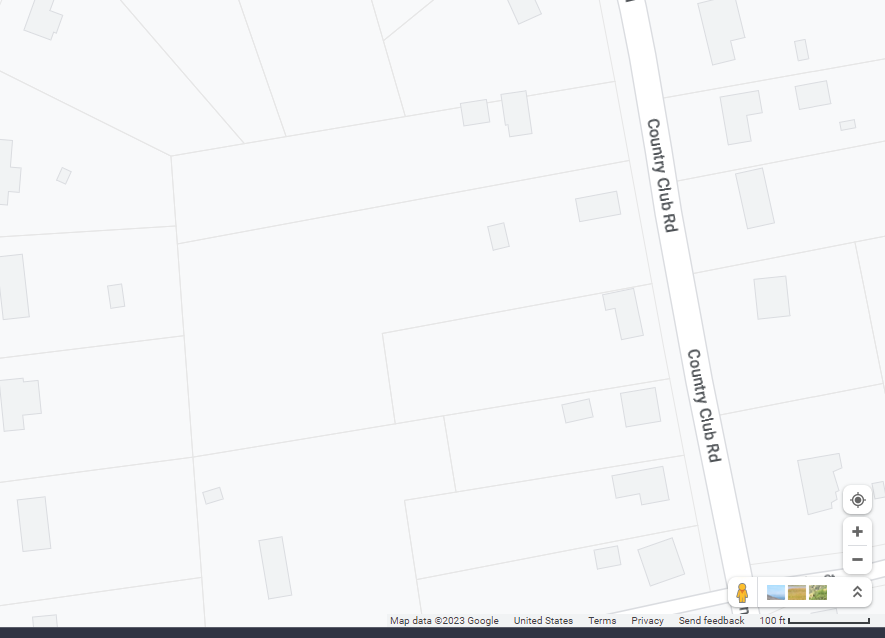 Country Club Rd
Country Club Rd
Map data ©2023 Google United States Terms Privacy Send feedback 100 ft